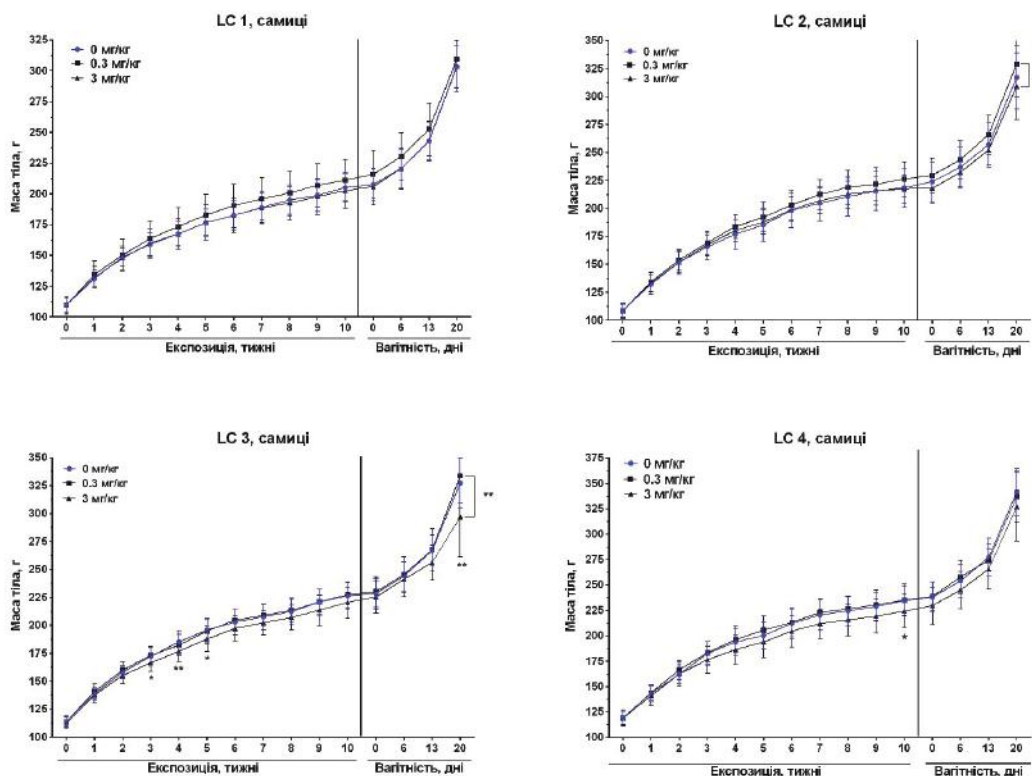 LC 1, самиці
325
300
275
250
225
200
175
150
125
100
Маса тіла, г
0 мг/кг
0.3 мг/кг
3 мг/кг
0 1 2 3 4 5 6 7 8 9 10 0 6 13 20
Експозиція, тижні Вагітність, дні
LC 2, самиці
350
325
300
275
250
225
200
175
150
125
100
Маса тіла, г
0 мг/кг
0.3 мг/кг
3 мг/кг
*
0 1 2 3 4 5 6 7 8 9 10 0 6 13 20
Експозиція, тижні Вагітність, дні
LC 3, самиці
350
325
300
275
250
225
200
175
150
125
100
Маса тіла, г
0 мг/кг
0.3 мг/кг
3 мг/кг
* ** * ** **
0 1 2 3 4 5 6 7 8 9 10 0 6 13 20
Експозиція, тижні Вагітність, дні
LC 4, самиці
375
350
325
300
275
250
225
200
175
150
125
100
Маса тіла, г
0 мг/кг
0.3 мг/кг
3 мг/кг
*
0 1 2 3 4 5 6 7 8 9 10 0 6 13 20
Експозиція, тижні Вагітність, дні